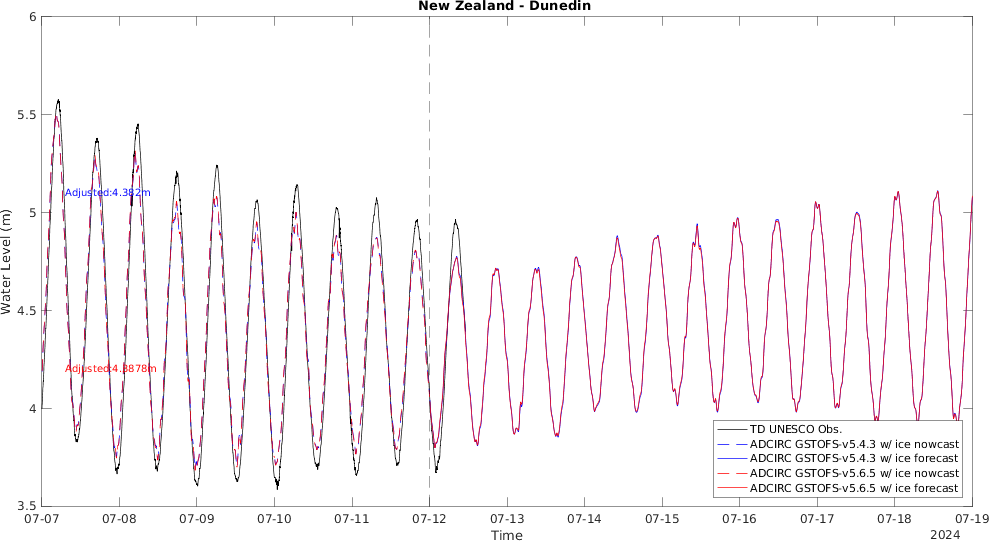 New Zealand - Dunedin
6
5.5
5
4.5
4
3.5
Water Level (m)
Adjusted:4.382m
Adjusted:4.3878m
TD UNESCO Obs.
ADCIRC GSTOFS-v5.4.3 w/ ice nowcast
ADCIRC GSTOFS-v5.4.3 w/ ice forecast
ADCIRC GSTOFS-v5.6.5 w/ ice nowcast
ADCIRC GSTOFS-v5.6.5 w/ ice forecast
07-07 07-08 07-09 07-10 07-11 07-12 07-13 07-14 07-15 07-16 07-17 07-18 07-19
Time
2024